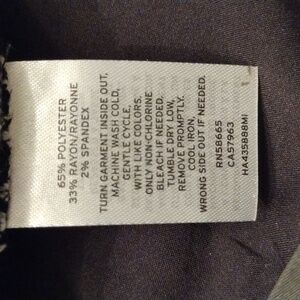 65% POLYESTER
33% RAYON/RAYONNE
2% SPANDEX
TURN GARMENT INSIDE OUT,
MACHINE WASH COLD,
GENTLE CYCLE,
WITH LIKE COLORS.
ONLY NON-CHLORINE
BLEACH IF NEEDED.
TUMBLE DRY LOW,
REMOVE PROMPTLY.
COOL IRON,
WRONG SIDE OUT IF NEEDED.
RN58665
CA57963
HA435888MI